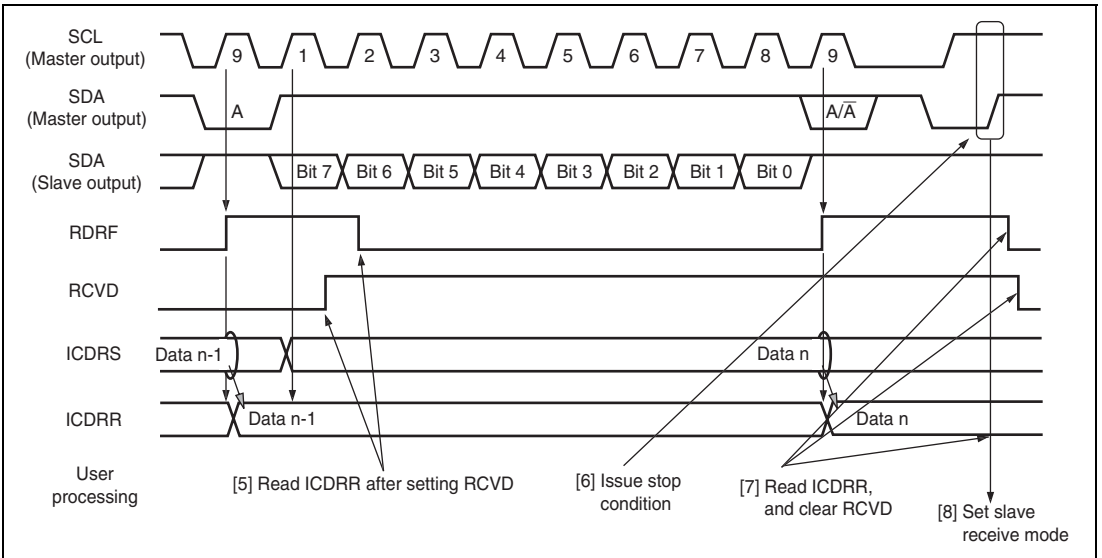 SCL
(Master output)
9 1 2 3 4 5 6 7 8 9
SDA
(Master output)
A A/A̅
SDA
(Slave output)
Bit 7 Bit 6 Bit 5 Bit 4 Bit 3 Bit 2 Bit 1 Bit 0
RDRF
RCVD
ICDRS
Data n-1 Data n
ICDRR
Data n-1 Data n
User
processing
[5] Read ICDRR after setting RCVD
[6] Issue stop
condition
[7] Read ICDRR,
and clear RCVD
[8] Set slave
receive mode